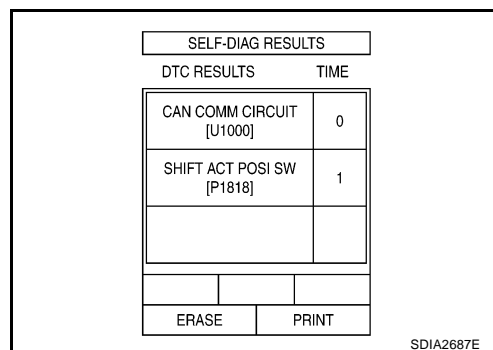 SELF-DIAG RESULTS
DTC RESULTS TIME
CAN COMM CIRCUIT
[U1000] 0
SHIFT ACT POSI SW
[P1818] 1
ERASE PRINT
SDIA2687E